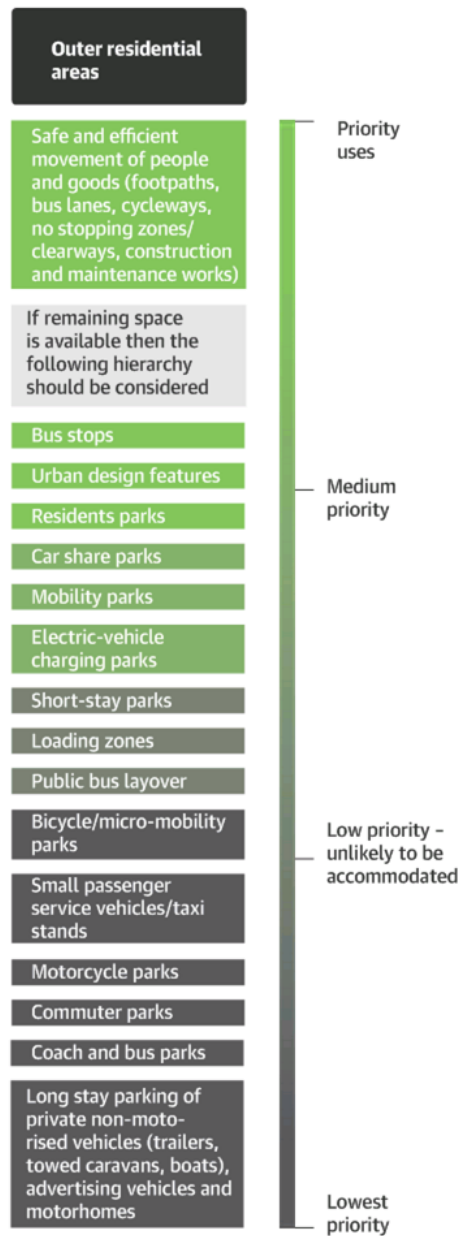 Outer residential
areas
Safe and efficient
movement of people
and goods (footpaths,
bus lanes, cycleways,
no stopping zones/
clearways, construction
and maintenance works)
Priority
uses
If remaining space
is available then the
following hierarchy
should be considered
Bus stops
Urban design features
Medium
priority
Residents parks
Car share parks
Mobility parks
Electric-vehicle
charging parks
Short-stay parks
Loading zones
Public bus layover
Bicycle/micro-mobility
parks
Low priority –
unlikely to be
accommodated
Small passenger
service vehicles/taxi
stands
Motorcycle parks
Commuter parks
Coach and bus parks
Long stay parking of
private non-moto-
rised vehicles (trailers,
towed caravans, boats),
advertising vehicles and
motorhomes
Lowest
priority